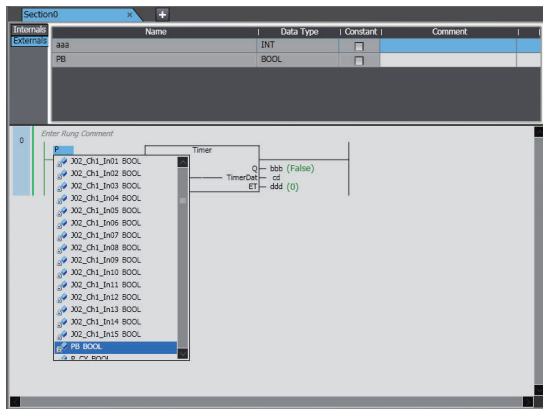 Section0 × +
Internals Name Data Type Constant Comment
Externals aaa INT
PB BOOL
0 Enter Rung Comment
P Timer
J02_Ch1_In01 BOOL
J02_Ch1_In02 BOOL
Q bbb (False)
J02_Ch1_In03 BOOL
TimerDat cd
J02_Ch1_In04 BOOL
ET ddd (0)
J02_Ch1_In05 BOOL
J02_Ch1_In06 BOOL
J02_Ch1_In07 BOOL
J02_Ch1_In08 BOOL
J02_Ch1_In09 BOOL
J02_Ch1_In10 BOOL
J02_Ch1_In11 BOOL
J02_Ch1_In12 BOOL
J02_Ch1_In13 BOOL
J02_Ch1_In14 BOOL
J02_Ch1_In15 BOOL
PB BOOL
P_CY BOOL